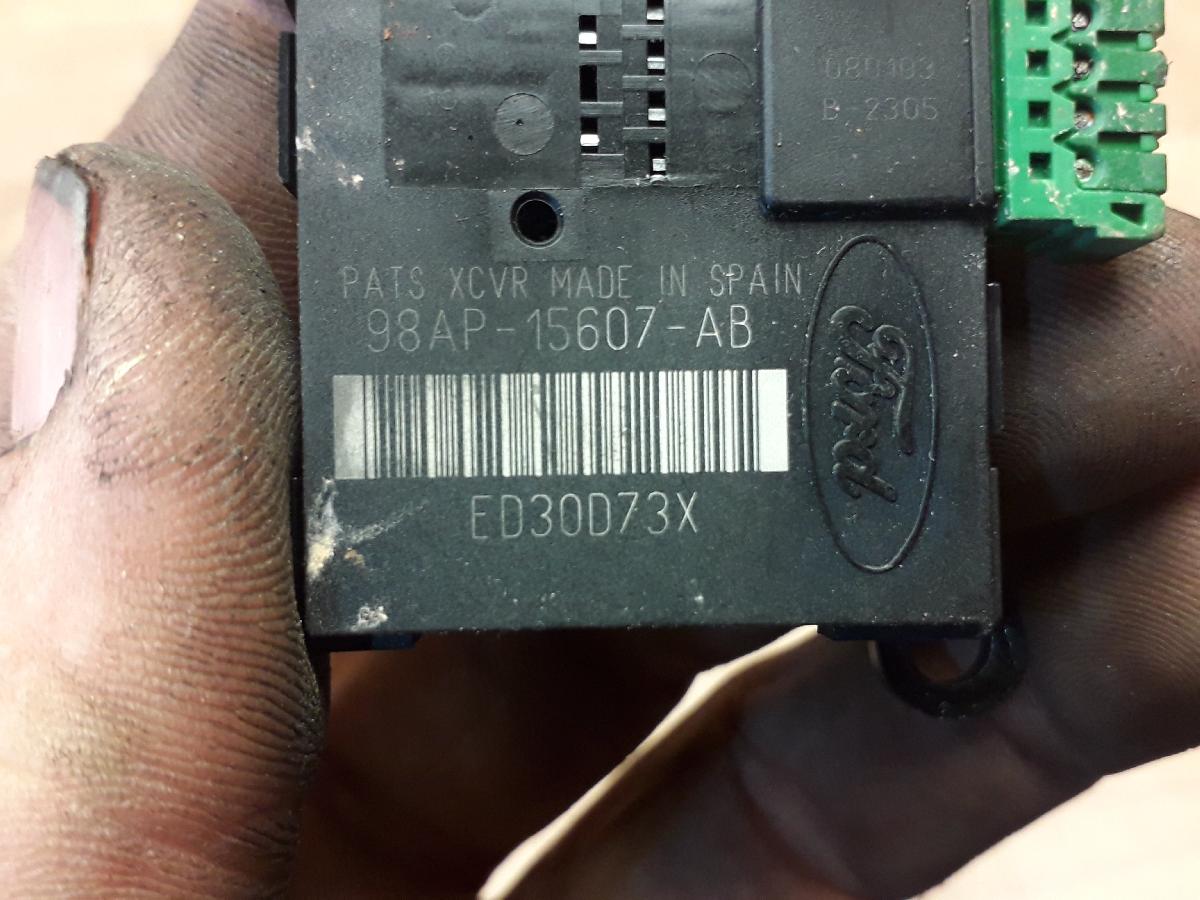 080103
B-2305
PATS XCVR MADE IN SPAIN
98AP-15607-AB
Ford
ED30D73X